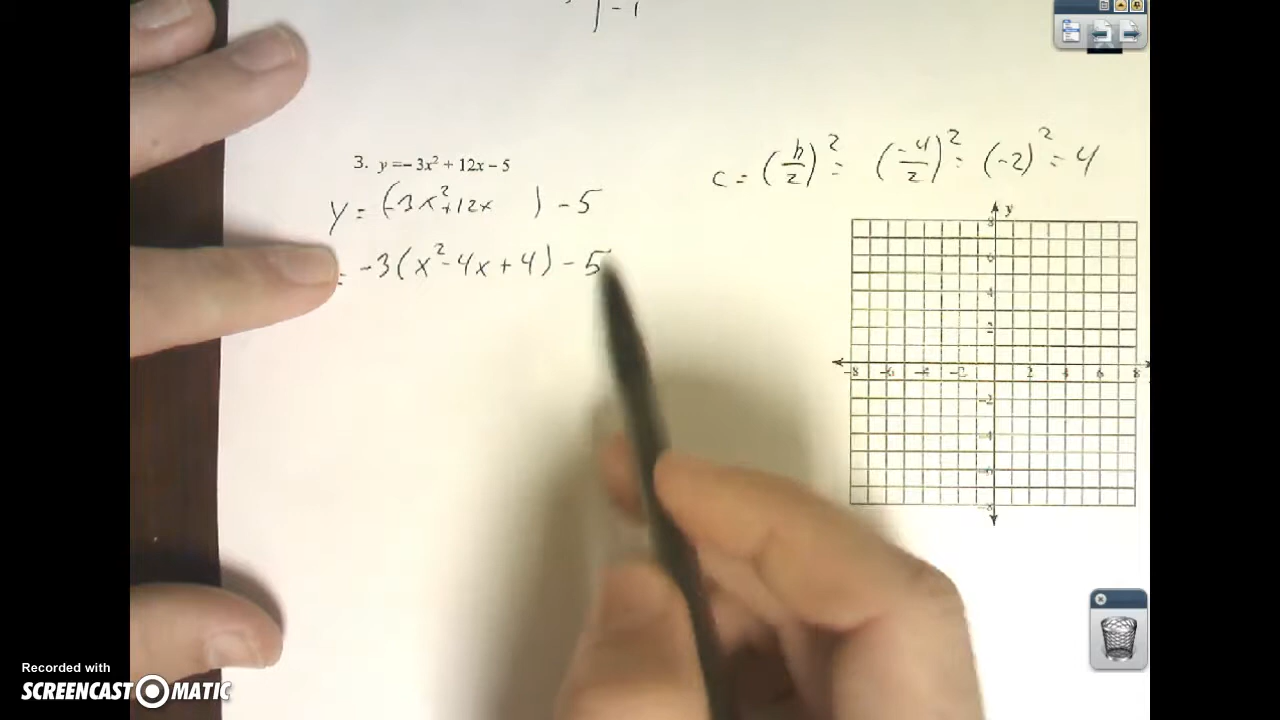 - 1
3. y = – 3x² + 12x – 5
c = (b/2)² = (-4/2)² = (-2)² = 4
y = (-3x² + 12x ) - 5
= -3(x² - 4x + 4) - 5
y
8
6
4
2
-8 -6 -4 -2 2 4 6 8
-2
-4
-6
-8
Recorded with
SCREENCAST MATIC